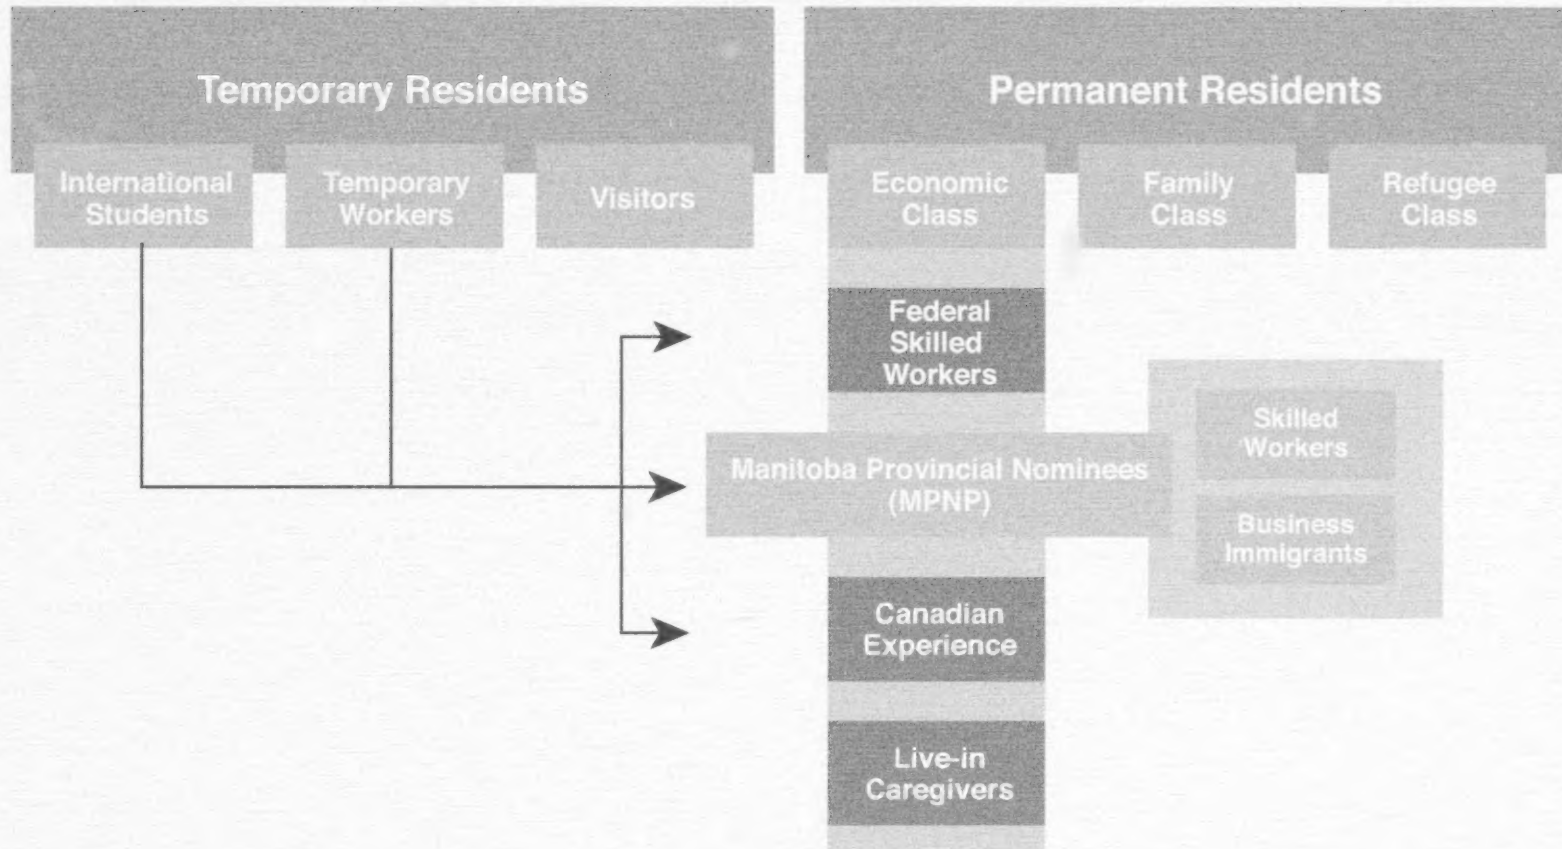 Temporary Residents
International
Students
Temporary
Workers
Visitors
Permanent Residents
Economic
Class
Family
Class
Refugee
Class
Federal
Skilled
Workers
Manitoba Provincial Nominees
(MPNP)
Skilled
Workers
Business
Immigrants
Canadian
Experience
Live-in
Caregivers